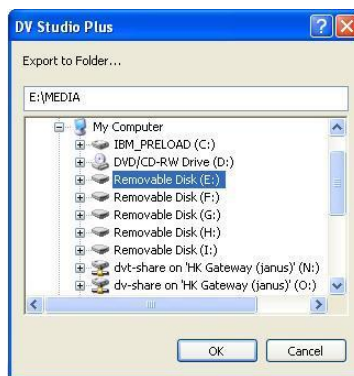 DV Studio Plus
Export to Folder...
E:\MEDIA
My Computer
IBM_PRELOAD (C:)
DVD/CD-RW Drive (D:)
Removable Disk (E:)
Removable Disk (F:)
Removable Disk (G:)
Removable Disk (H:)
Removable Disk (I:)
dvt-share on 'HK Gateway (janus)' (N:)
dv-share on 'HK Gateway (janus)' (O:)
OK Cancel